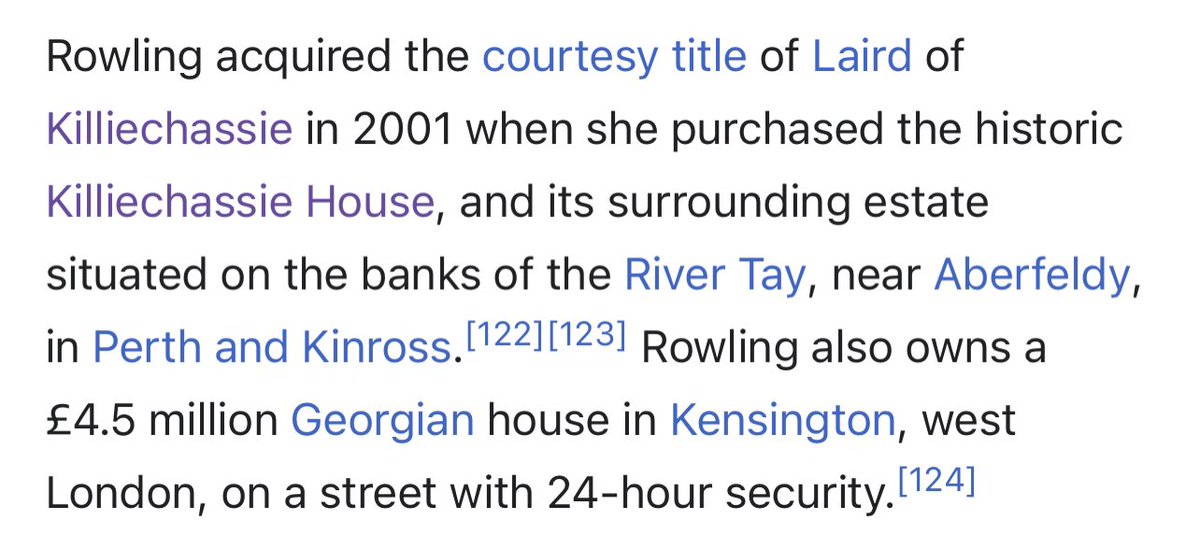 Rowling acquired the courtesy title of Laird of
Killiechassie in 2001 when she purchased the historic
Killiechassie House, and its surrounding estate
situated on the banks of the River Tay, near Aberfeldy,
in Perth and Kinross.[122][123] Rowling also owns a
£4.5 million Georgian house in Kensington, west
London, on a street with 24-hour security.[124]